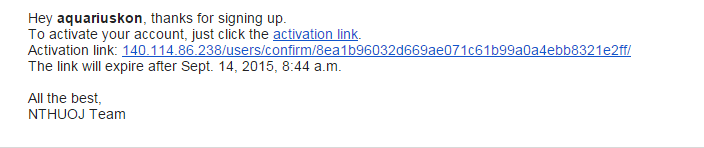 Hey aquariuskon, thanks for signing up.
To activate your account, just click the activation link.
Activation link: 140.114.86.238/users/confirm/8ea1b96032d669ae071c61b99a0a4ebb8321e2ff/
The link will expire after Sept. 14, 2015, 8:44 a.m.
All the best,
NTHUOJ Team